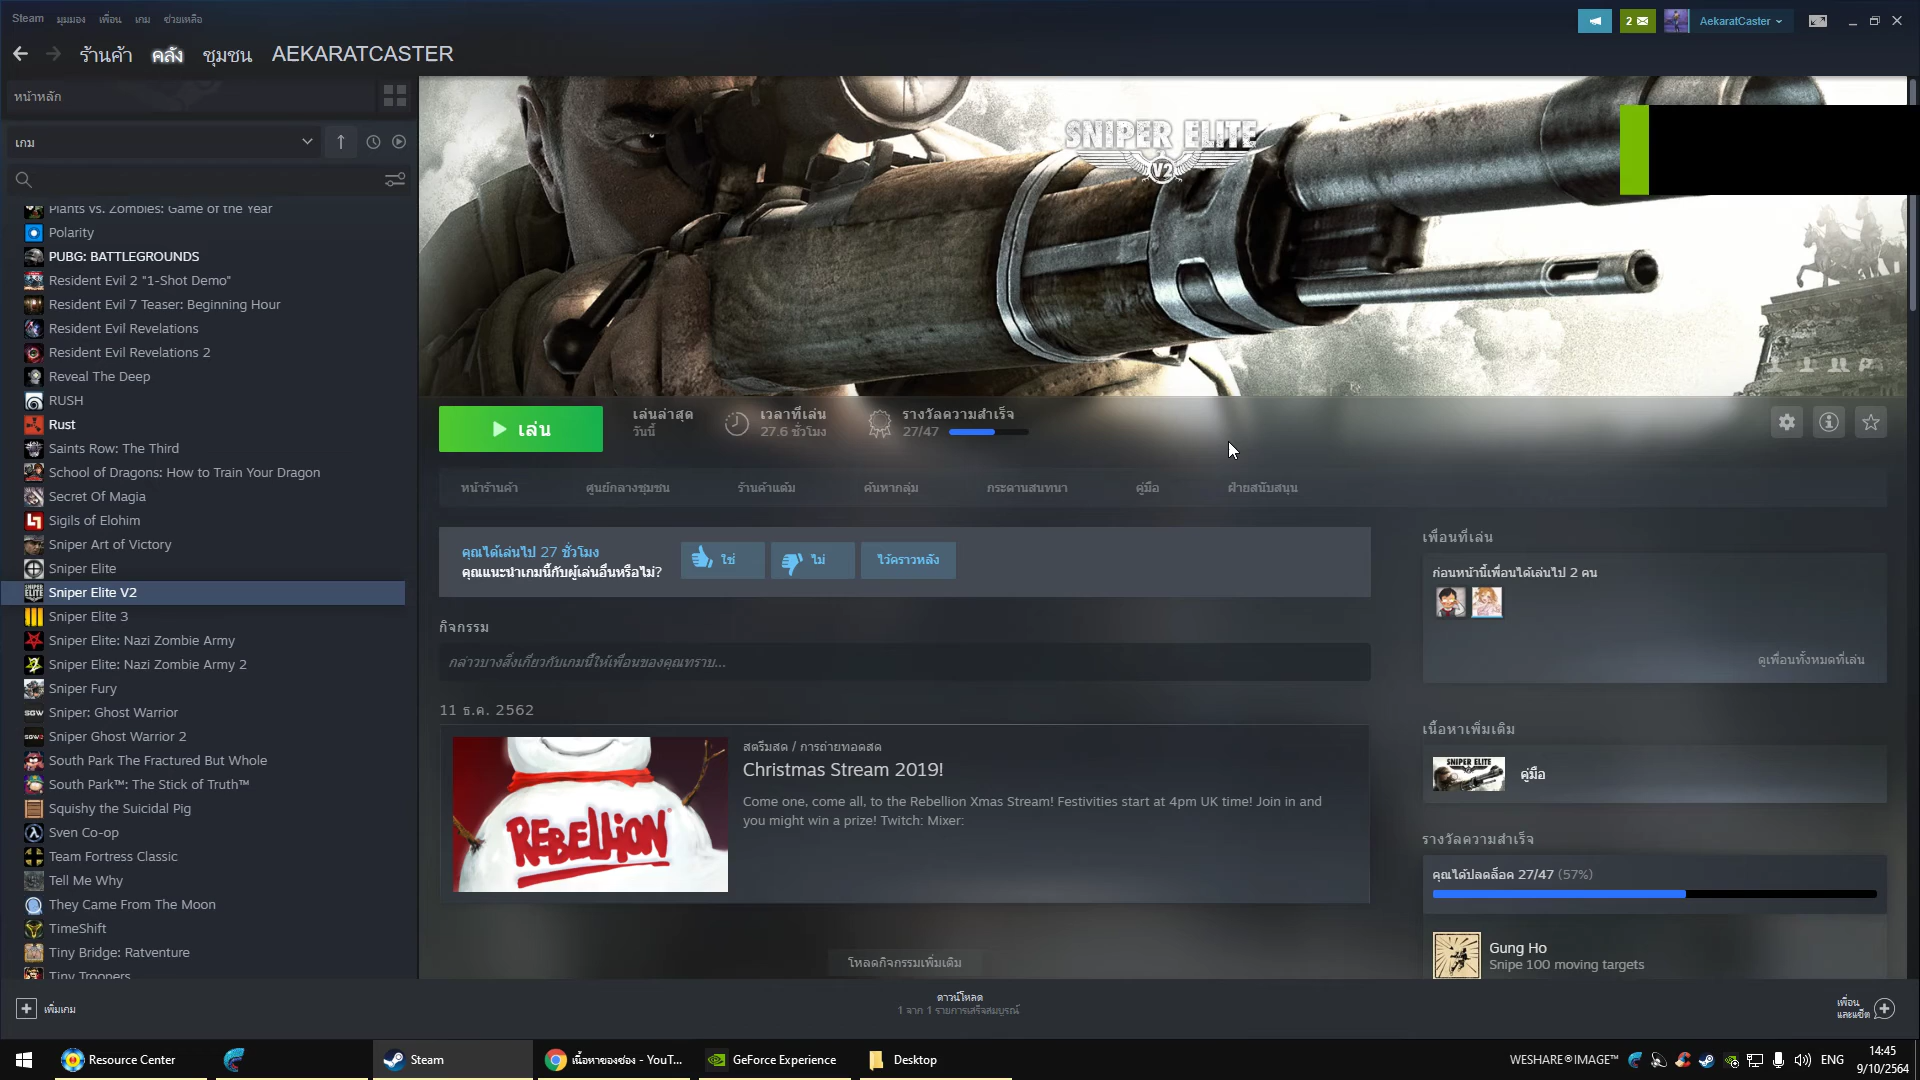 Steam มุมมอง เพื่อน เกม ช่วยเหลือ
2
AekaratCaster
ร้านค้า คลัง ชุมชน AEKARATCASTER
หน้าหลัก
เกม
Plants vs. Zombies: Game of the Year
Polarity
PUBG: BATTLEGROUNDS
Resident Evil 2 "1-Shot Demo"
Resident Evil 7 Teaser: Beginning Hour
Resident Evil Revelations
Resident Evil Revelations 2
Reveal The Deep
RUSH
Rust
Saints Row: The Third
School of Dragons: How to Train Your Dragon
Secret Of Magia
Sigils of Elohim
Sniper Art of Victory
Sniper Elite
Sniper Elite V2
Sniper Elite 3
Sniper Elite: Nazi Zombie Army
Sniper Elite: Nazi Zombie Army 2
Sniper Fury
Sniper: Ghost Warrior
Sniper Ghost Warrior 2
South Park The Fractured But Whole
South Park™: The Stick of Truth™
Squishy the Suicidal Pig
Sven Co-op
Team Fortress Classic
Tell Me Why
They Came From The Moon
TimeShift
Tiny Bridge: Ratventure
Tiny Troopers
เพิ่มเกม
SNIPER ELITE
V2
เล่น
เล่นล่าสุด
วันนี้
เวลาที่เล่น
27.6 ชั่วโมง
รางวัลความสำเร็จ
27/47
หน้าร้านค้า ศูนย์กลางชุมชน ร้านค้าแต้ม ค้นหากลุ่ม กระดานสนทนา คู่มือ ฝ่ายสนับสนุน
คุณได้เล่นไป 27 ชั่วโมง
คุณแนะนำเกมนี้กับผู้เล่นอื่นหรือไม่?
ใช่ ไม่ ไว้คราวหลัง
กิจกรรม
กล่าวบางสิ่งเกี่ยวกับเกมนี้ให้เพื่อนของคุณทราบ...
11 ธ.ค. 2562
REBELLION
สตรีมสด / การถ่ายทอดสด
Christmas Stream 2019!
Come one, come all, to the Rebellion Xmas Stream! Festivities start at 4pm UK time! Join in and
you might win a prize! Twitch: Mixer:
โหลดกิจกรรมเพิ่มเติม
เพื่อนที่เล่น
ก่อนหน้านี้เพื่อนได้เล่นไป 2 คน
ดูเพื่อนทั้งหมดที่เล่น
เนื้อหาเพิ่มเติม
SNIPER ELITE
คู่มือ
รางวัลความสำเร็จ
คุณได้ปลดล็อค 27/47 (57%)
Gung Ho
Snipe 100 moving targets
ดาวน์โหลด
1 จาก 1 รายการเสร็จสมบูรณ์
เพื่อน
และแช็ต
Resource Center
Steam
เนื้อหาของช่อง - YouT...
GeForce Experience
Desktop
WESHARE®IMAGE™
ENG
14:45
9/10/2564